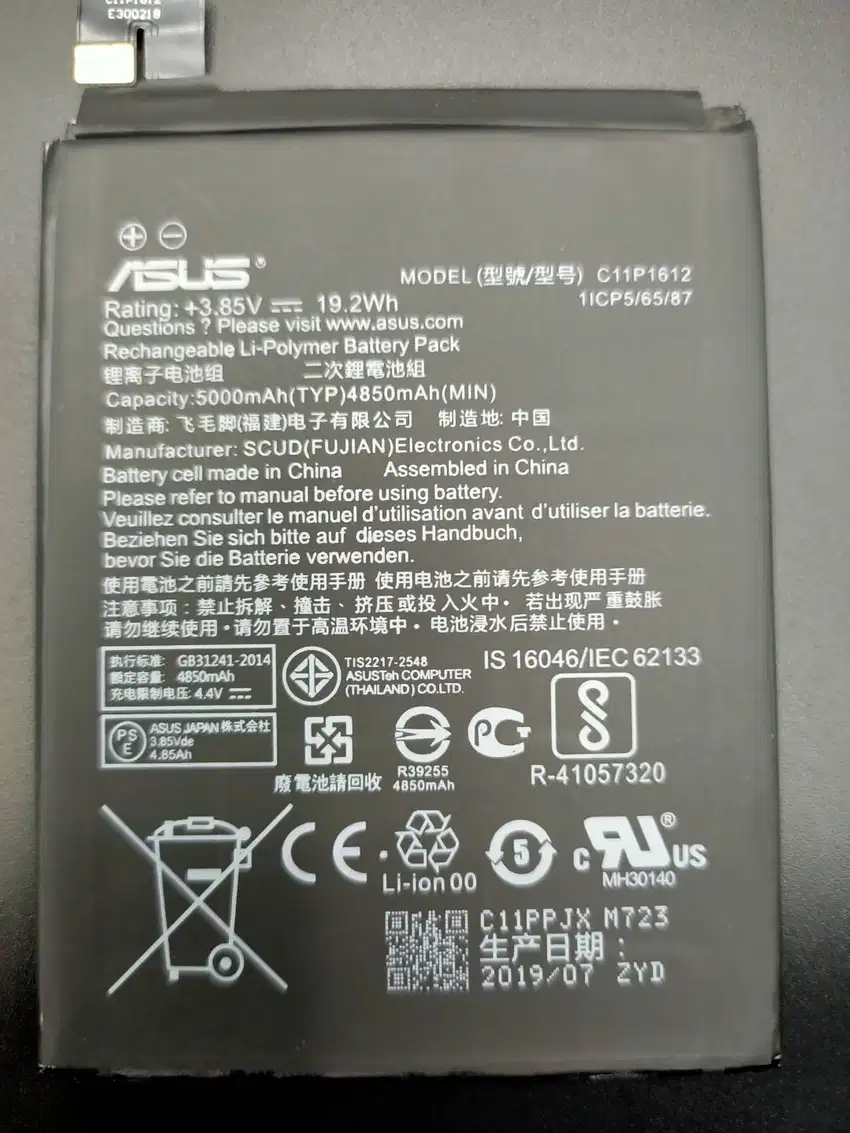 C11P1612
E300218
ASUS®
MODEL (型號/型号) C11P1612
Rating: +3.85V 19.2Wh 1ICP5/65/87
Questions ? Please visit www.asus.com
Rechargeable Li-Polymer Battery Pack
锂离子电池组 二次鋰電池組
Capacity:5000mAh(TYP)4850mAh(MIN)
制造商: 飞毛脚(福建)电子有限公司 制造地: 中国
Manufacturer: SCUD(FUJIAN)Electronics Co.,Ltd.
Battery cell made in China Assembled in China
Please refer to manual before using battery.
Veuillez consulter le manuel d'utilisation avant d'utiliser la batterie.
Beziehen Sie sich bitte auf dieses Handbuch,
bevor Sie die Batterie verwenden.
使用電池之前請先參考使用手册 使用电池之前请先参考使用手册
注意事项：禁止拆解、撞击、挤压或投入火中。若出现严重鼓胀
请勿继续使用。请勿置于高温环境中。电池浸水后禁止使用。
执行标准: GB31241-2014
额定容量: 4850mAh
充电限制电压: 4.4V
TIS2217-2548
ASUSTeh COMPUTER
(THAILAND) CO.LTD.
IS 16046/IEC 62133
PS
E
ASUS JAPAN 株式会社
3.85Vdc
4.85Ah
廢電池請回收
R39255
4850mAh
R-41057320
CE
Li-ion 00
5
c RU ® US
MH30140
C11PPJX M723
生产日期：
2019/07 ZYD